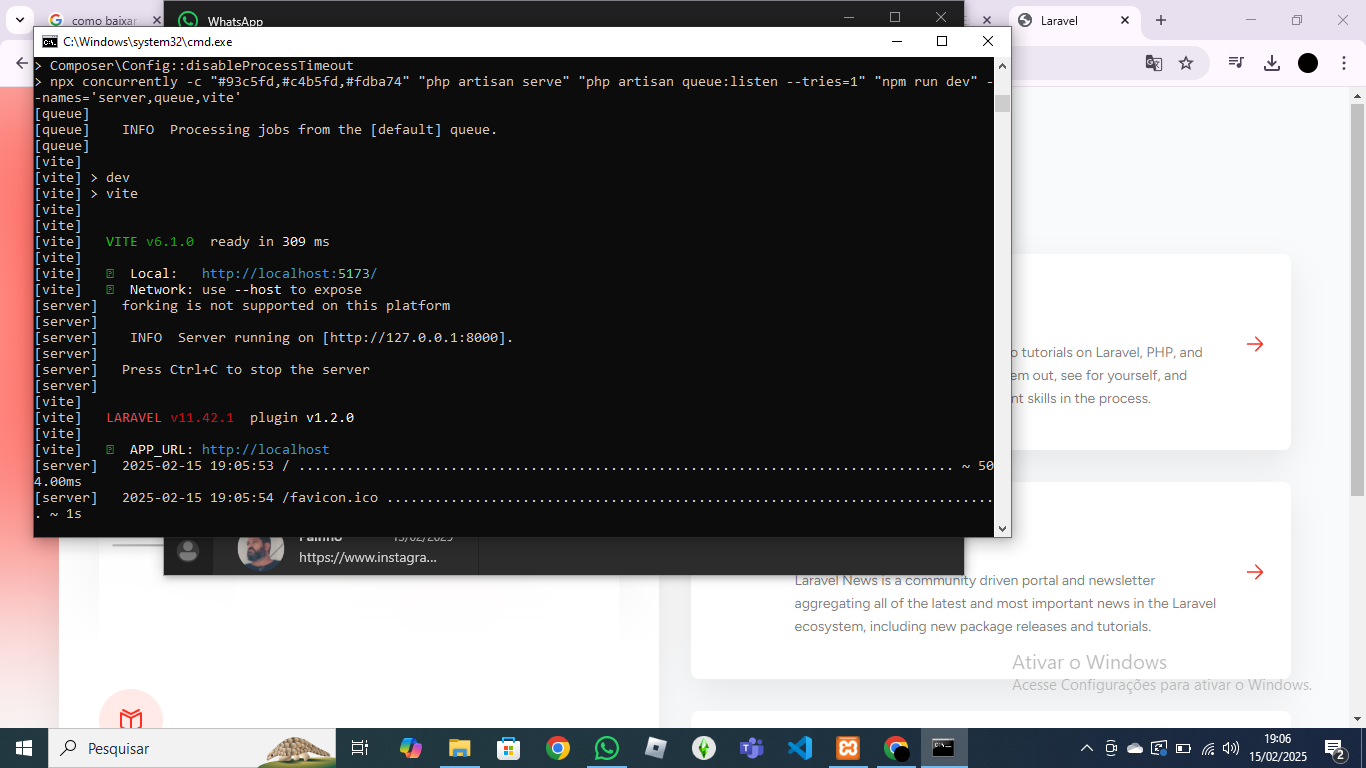 como baixar
WhatsApp
Laravel
C:\Windows\system32\cmd.exe
> Composer\Config::disableProcessTimeout
> npx concurrently -c "#93c5fd,#c4b5fd,#fdba74" "php artisan serve" "php artisan queue:listen --tries=1" "npm run dev" -
-names='server,queue,vite'
[queue]
[queue]    INFO  Processing jobs from the [default] queue.
[queue]
[vite]
[vite] > dev
[vite] > vite
[vite]
[vite]
[vite]   VITE v6.1.0  ready in 309 ms
[vite]
[vite]     Local:   http://localhost:5173/
[vite]     Network: use --host to expose
[server]   forking is not supported on this platform
[server]
[server]    INFO  Server running on [http://127.0.0.1:8000].
[server]
[server]   Press Ctrl+C to stop the server
[server]
[vite]
[vite]   LARAVEL v11.42.1  plugin v1.2.0
[vite]
[vite]     APP_URL: http://localhost
[server]   2025-02-15 19:05:53 / .................................................................................. ~ 50
4.00ms
[server]   2025-02-15 19:05:54 /favicon.ico ............................................................................
. ~ 1s
o tutorials on Laravel, PHP, and
em out, see for yourself, and
nt skills in the process.
Painho 13/02/2025
https://www.instagra...
Laravel News is a community driven portal and newsletter
aggregating all of the latest and most important news in the Laravel
ecosystem, including new package releases and tutorials.
Ativar o Windows
Acesse Configurações para ativar o Windows.
Pesquisar
19:06
15/02/2025
2